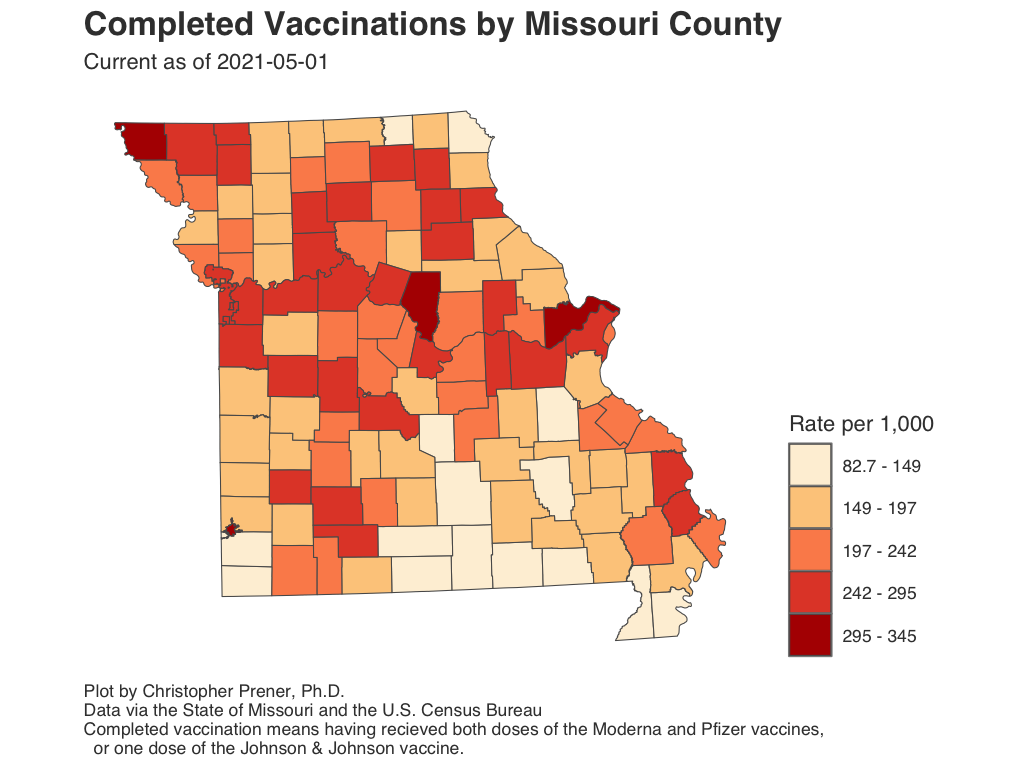 Completed Vaccinations by Missouri County
Current as of 2021-05-01
Rate per 1,000
82.7 - 149
149 - 197
197 - 242
242 - 295
295 - 345
Plot by Christopher Prener, Ph.D.
Data via the State of Missouri and the U.S. Census Bureau
Completed vaccination means having recieved both doses of the Moderna and Pfizer vaccines,
or one dose of the Johnson & Johnson vaccine.